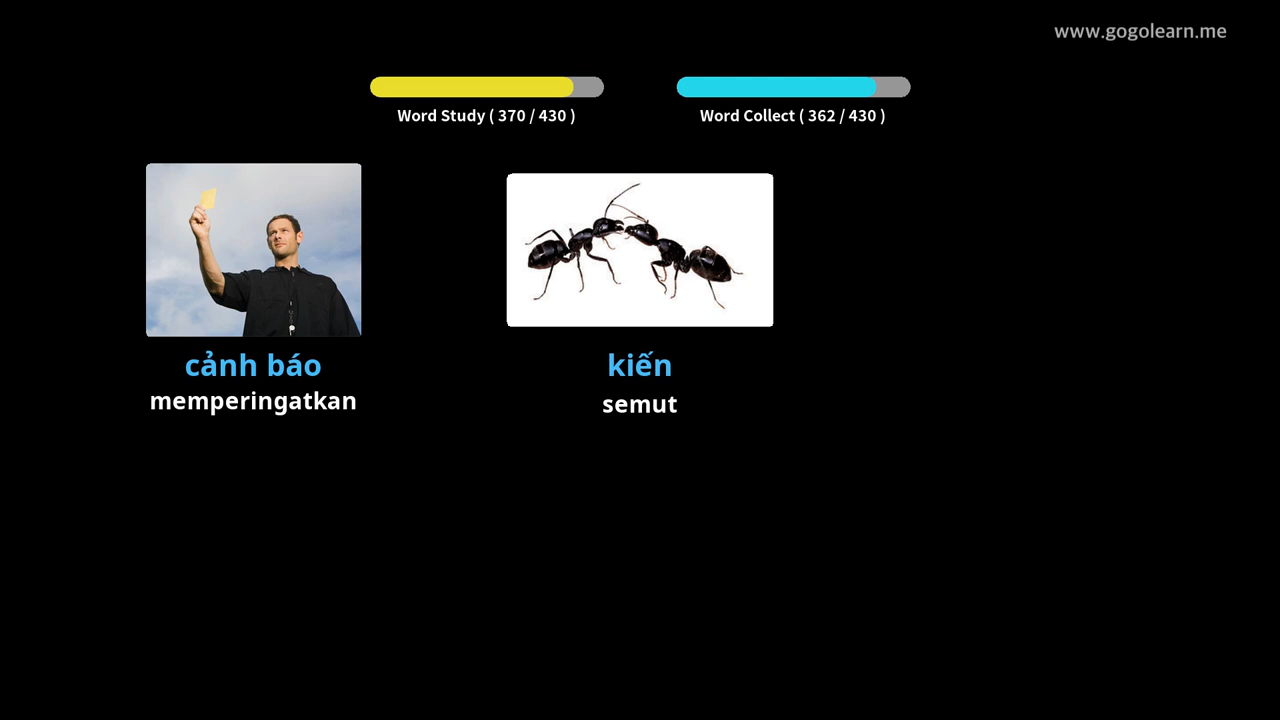 www.gogolearn.me
Word Study ( 370 / 430 )
Word Collect ( 362 / 430 )
cảnh báo
memperingatkan
kiến
semut